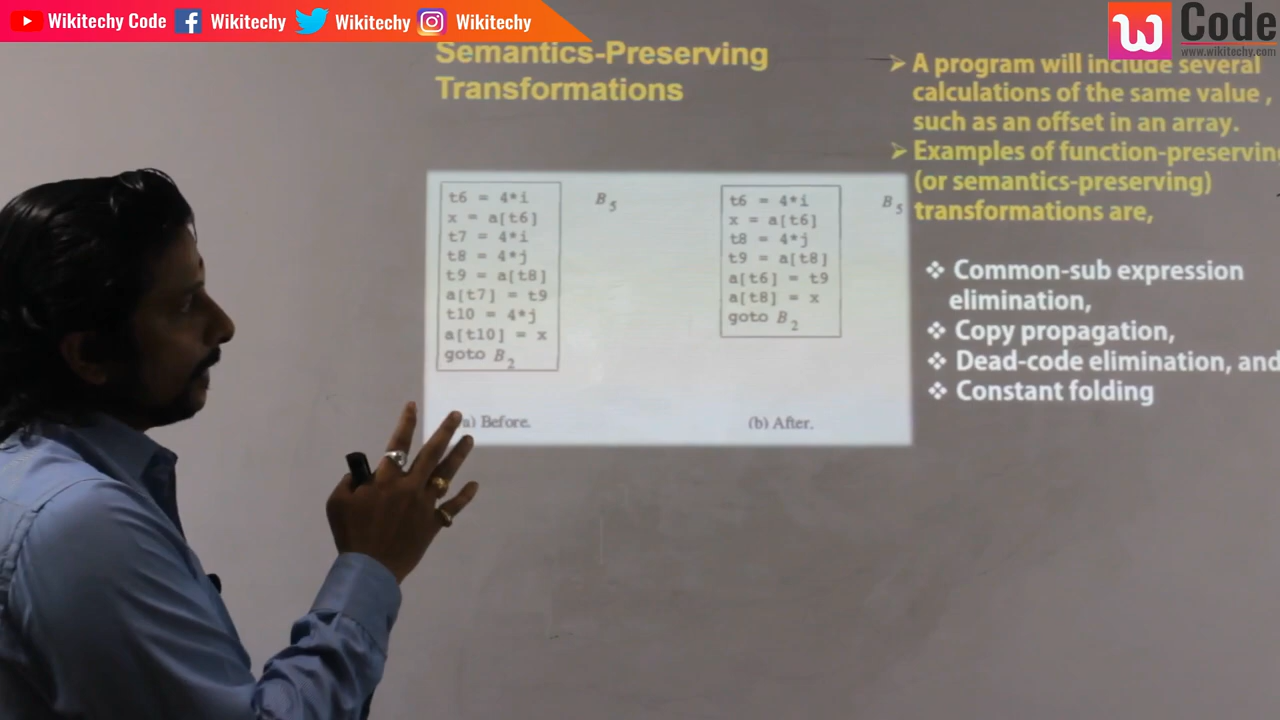 Wikitechy Code Wikitechy Wikitechy Wikitechy
W Code
www.wikitechy.com
Semantics-Preserving
Transformations
t6 = 4*i
x = a[t6]
t7 = 4*i
t8 = 4*j
t9 = a[t8]
a[t7] = t9
t10 = 4*j
a[t10] = x
goto B2
B5
a) Before.
t6 = 4*i
x = a[t6]
t8 = 4*j
t9 = a[t8]
a[t6] = t9
a[t8] = x
goto B2
B5
(b) After.
➢ A program will include several
calculations of the same value ,
such as an offset in an array.
➢ Examples of function-preserving
(or semantics-preserving)
transformations are,
❖ Common-sub expression
elimination,
❖ Copy propagation,
❖ Dead-code elimination, and
❖ Constant folding